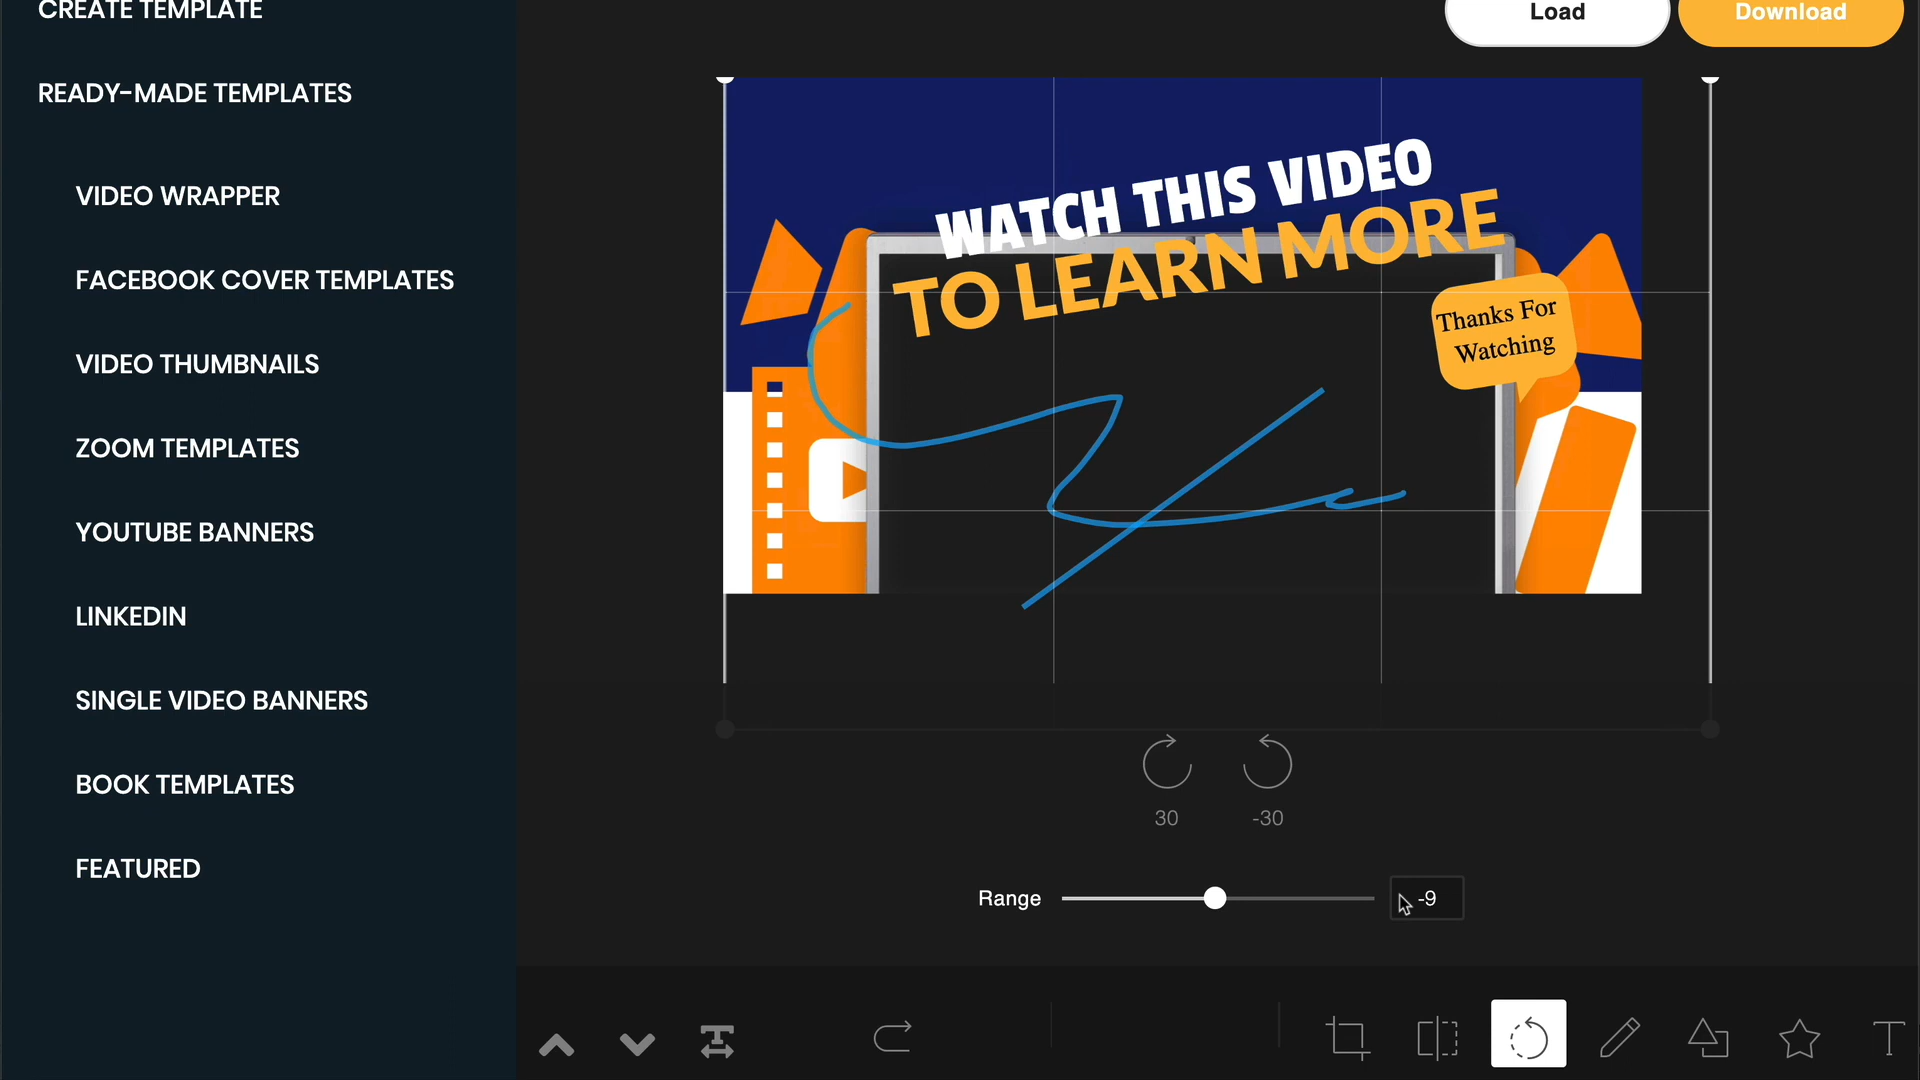 CREATE TEMPLATE
READY-MADE TEMPLATES
VIDEO WRAPPER
FACEBOOK COVER TEMPLATES
VIDEO THUMBNAILS
ZOOM TEMPLATES
YOUTUBE BANNERS
LINKEDIN
SINGLE VIDEO BANNERS
BOOK TEMPLATES
FEATURED
Load
Download
WATCH THIS VIDEO
TO LEARN MORE
Thanks For
Watching
30
-30
Range
-9